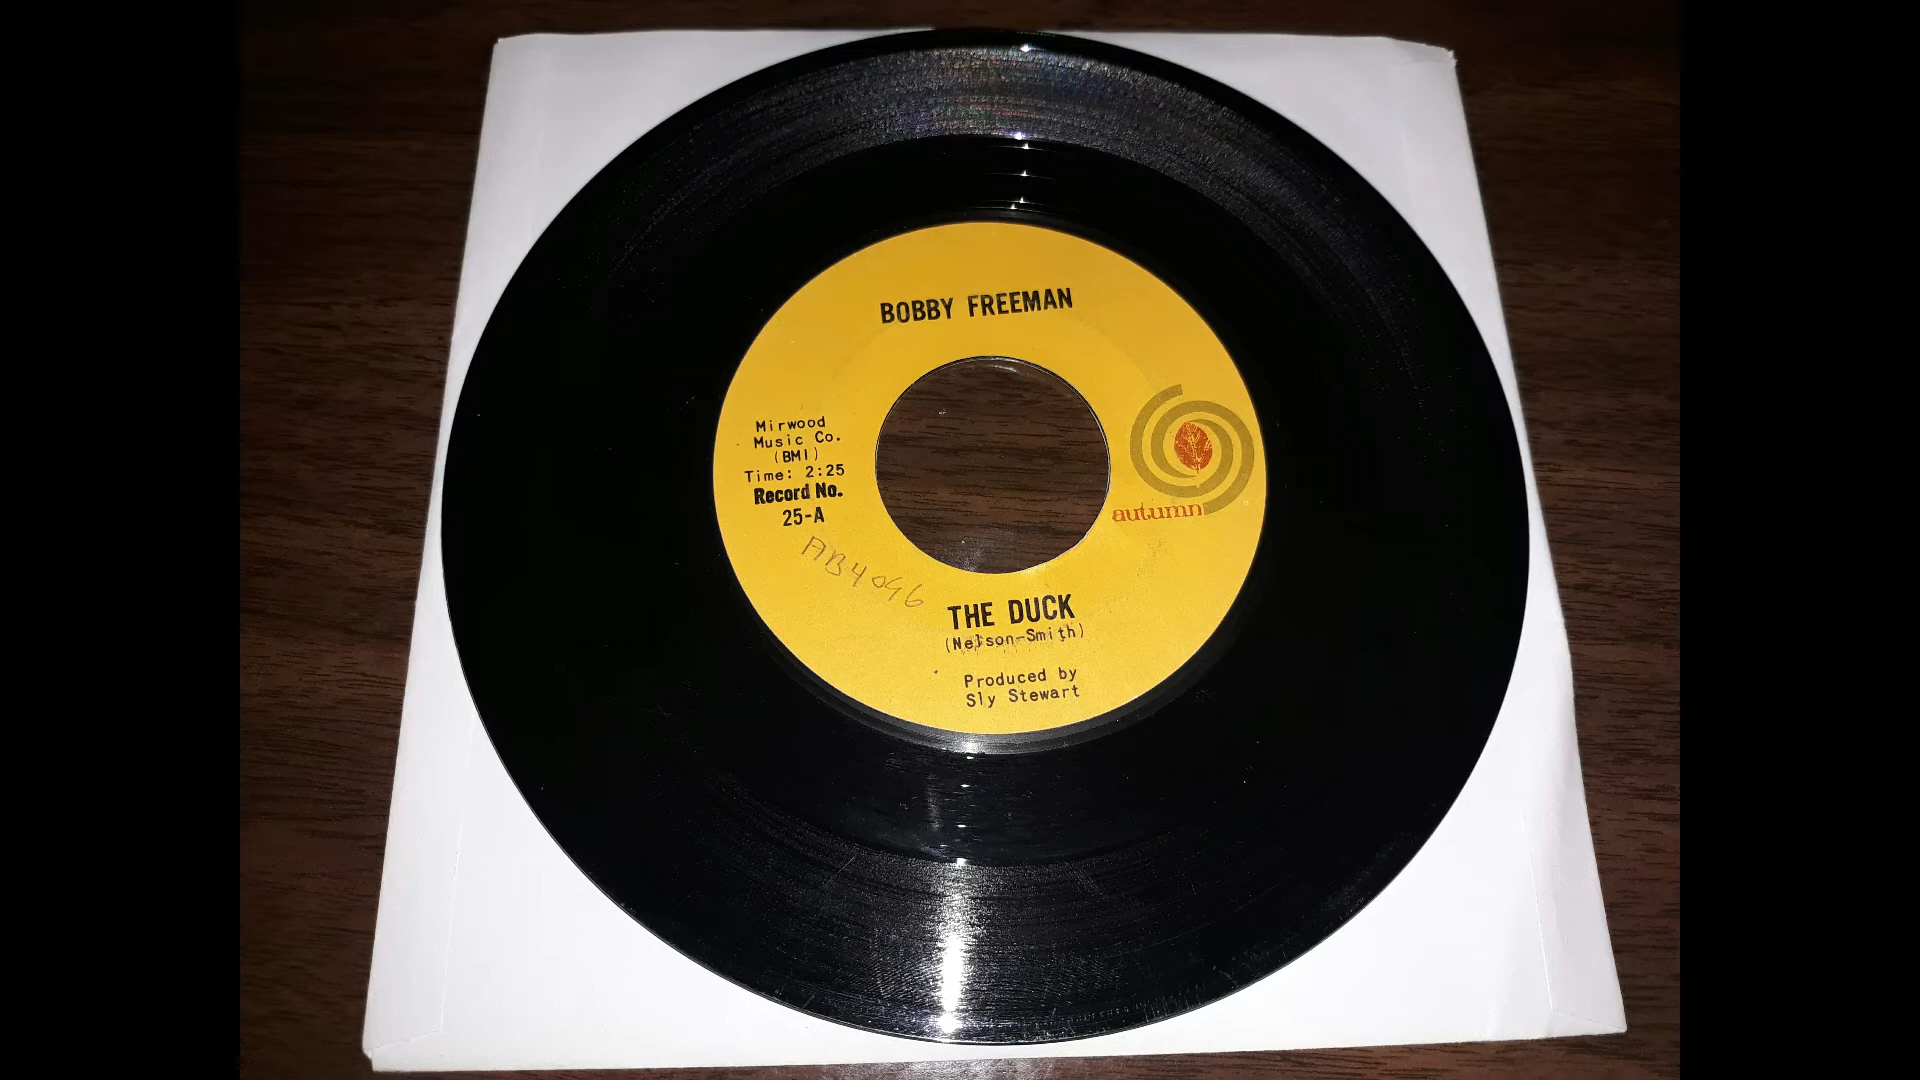 BOBBY FREEMAN
Mirwood
Music Co.
(BMI)
Time: 2:25
Record No.
25-A
autumn
AB4096
THE DUCK
(Nelson-Smith)
Produced by
Sly Stewart